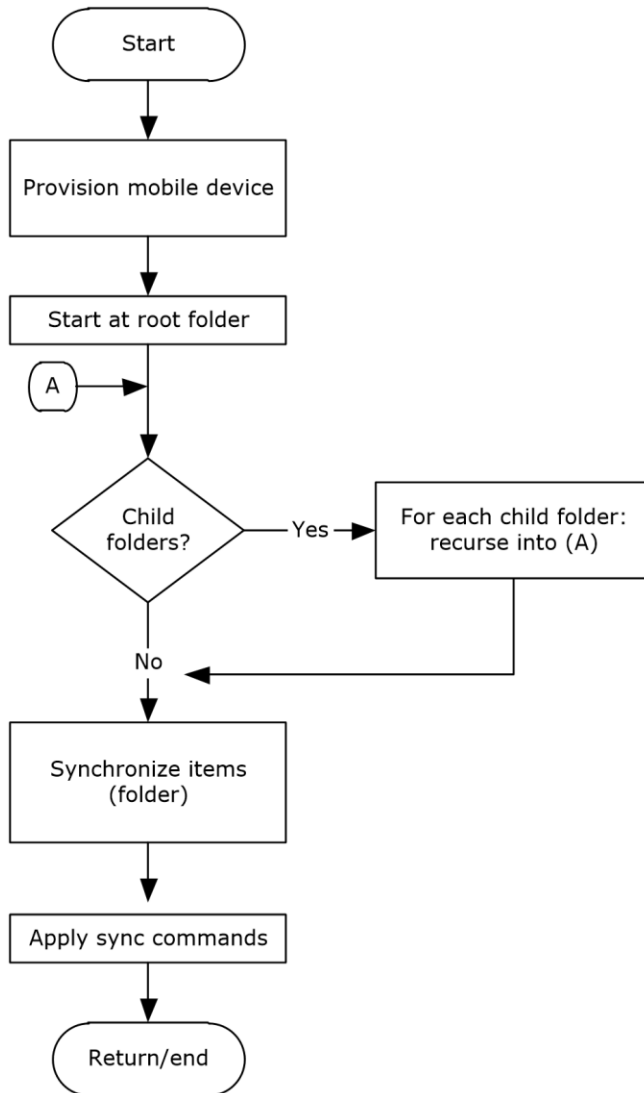 Start
Provision mobile device
Start at root folder
A
Child
folders?
Yes
For each child folder:
recurse into (A)
No
Synchronize items
(folder)
Apply sync commands
Return/end